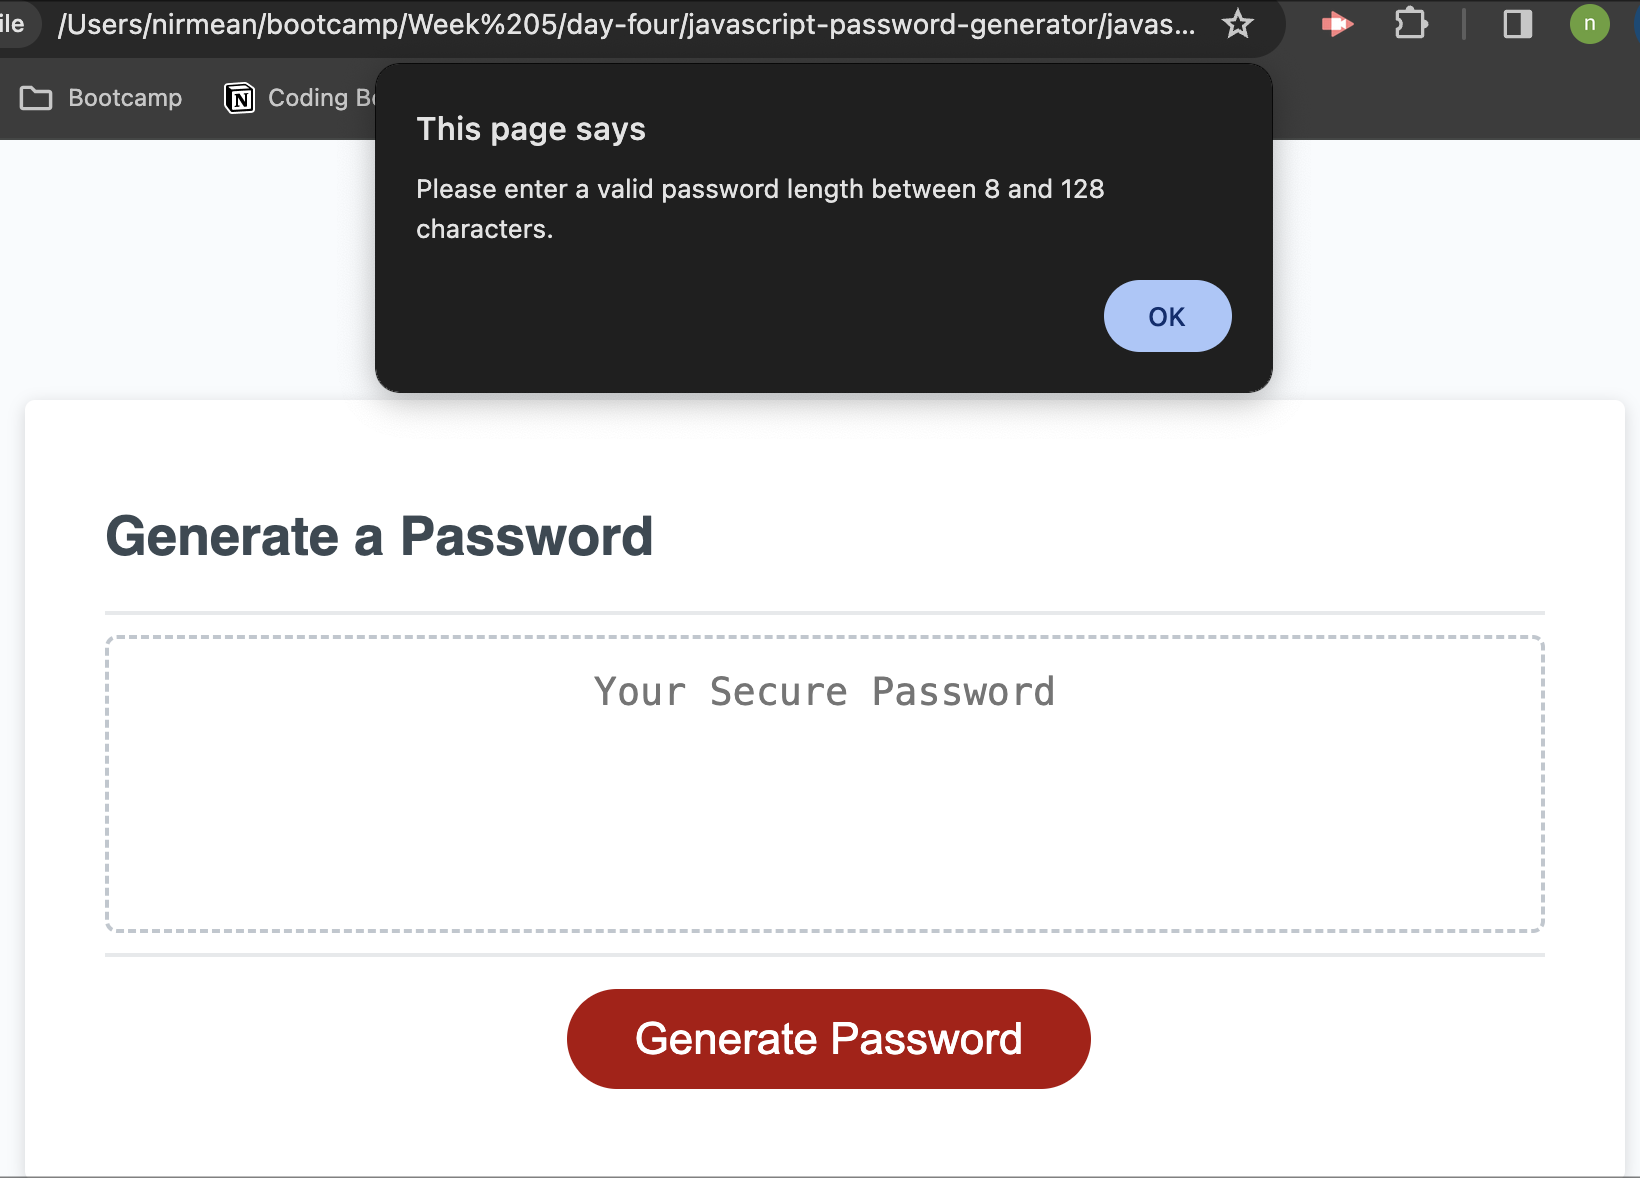 ile /Users/nirmean/bootcamp/Week%205/day-four/javascript-password-generator/javas... n
Bootcamp N Coding Bo
This page says
Please enter a valid password length between 8 and 128
characters.
OK
Generate a Password
Your Secure Password
Generate Password